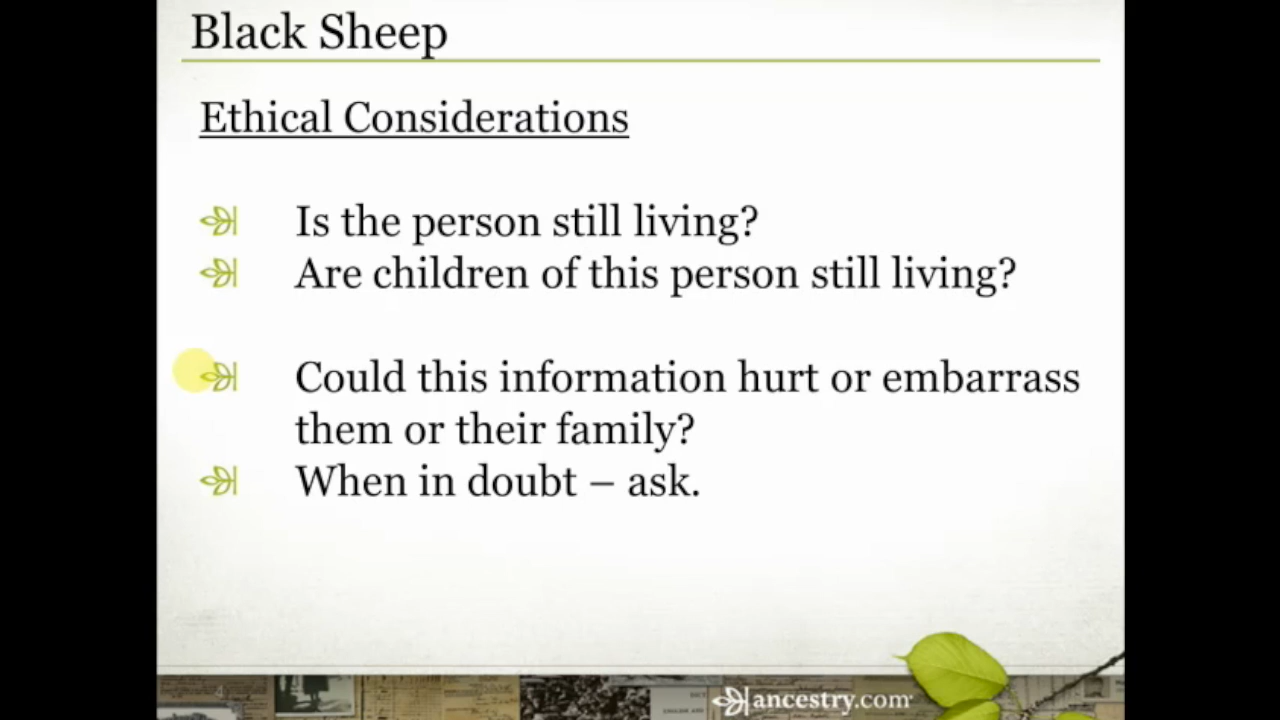 Black Sheep
Ethical Considerations
Is the person still living?
Are children of this person still living?
Could this information hurt or embarrass
them or their family?
When in doubt – ask.
ancestry.com